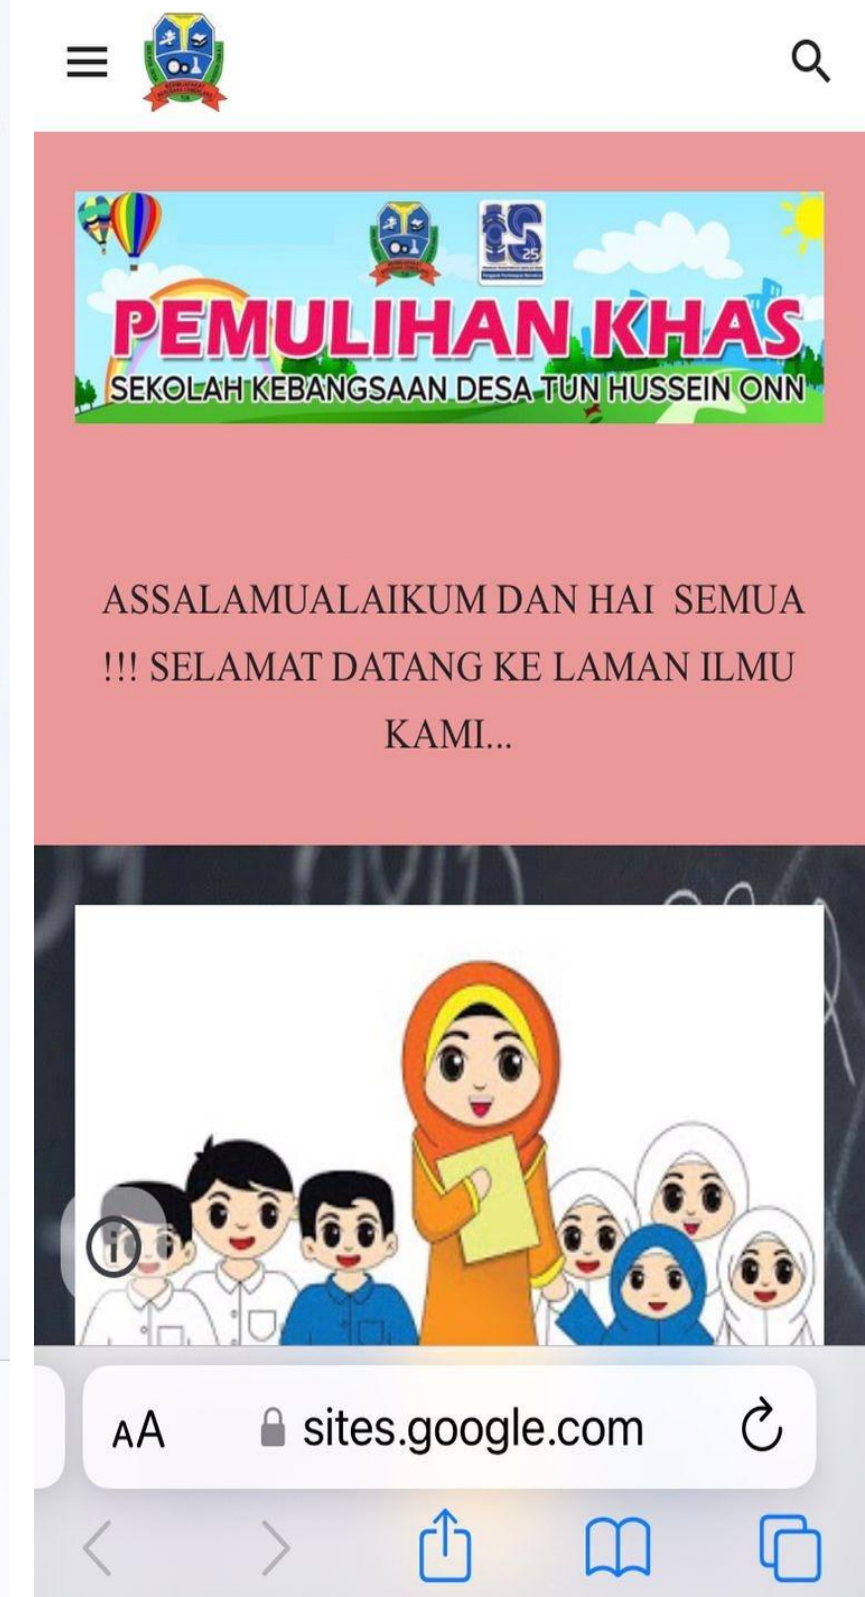 PEMULIHAN KHAS
SEKOLAH KEBANGSAAN DESA TUN HUSSEIN ONN
ASSALAMUALAIKUM DAN HAI SEMUA
!!! SELAMAT DATANG KE LAMAN ILMU
KAMI...
AA sites.google.com